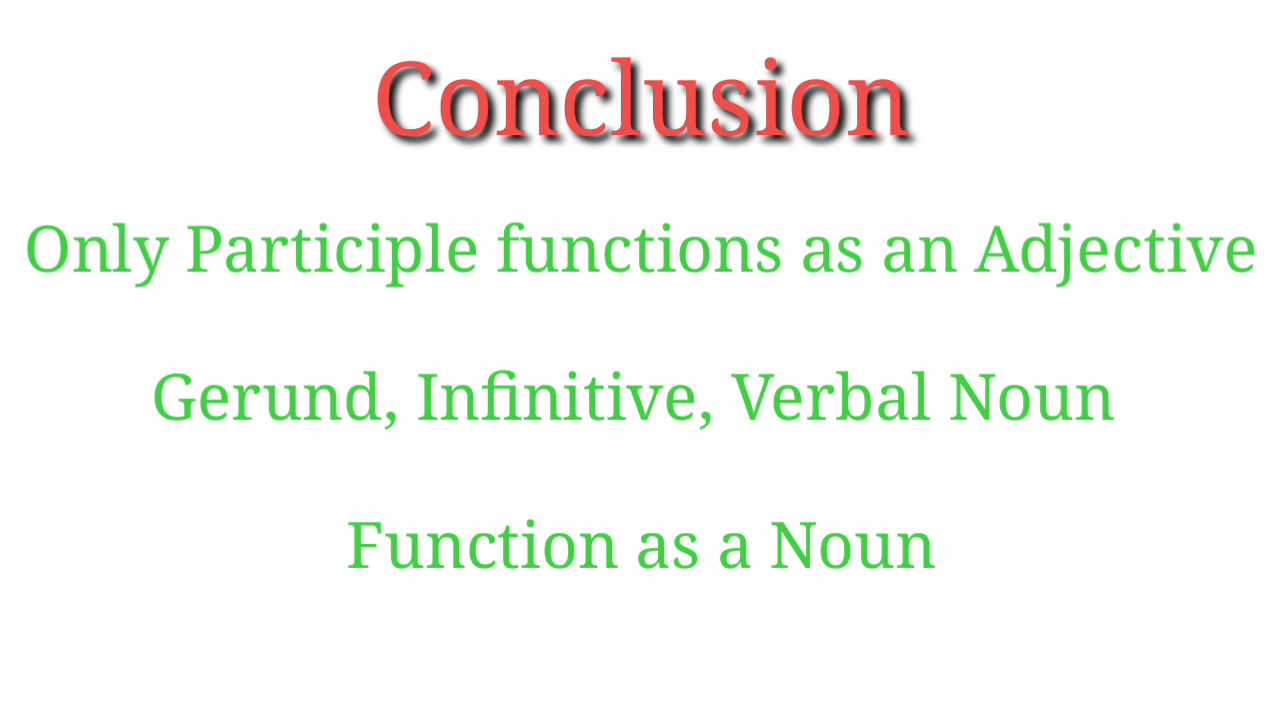 Conclusion
Only Participle functions as an Adjective
Gerund, Infinitive, Verbal Noun
Function as a Noun